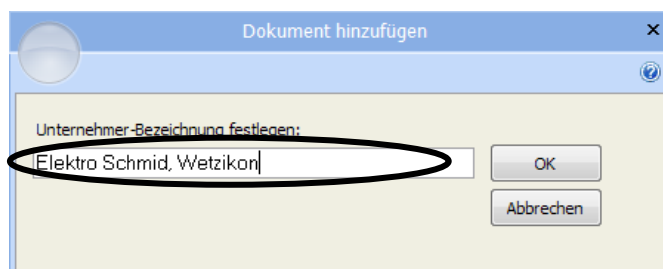 Dokument hinzufügen
Unternehmer-Bezeichnung festlegen:
Elektro Schmid, Wetzikon
OK
Abbrechen